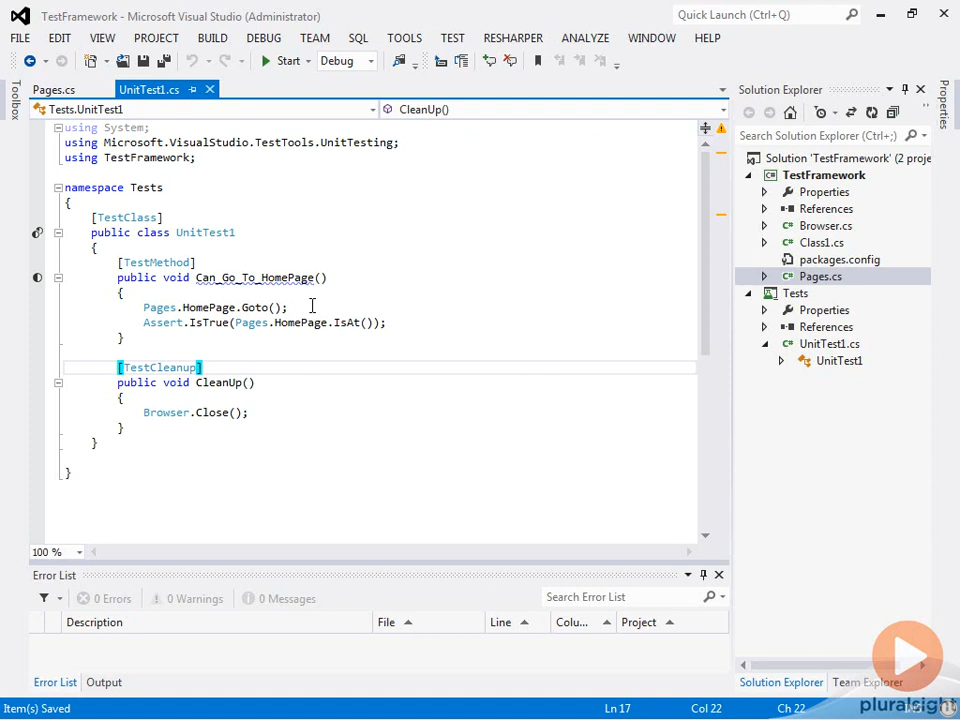 TestFramework - Microsoft Visual Studio (Administrator)
Quick Launch (Ctrl+Q)
FILE EDIT VIEW PROJECT BUILD DEBUG TEAM SQL TOOLS TEST RESHARPER ANALYZE WINDOW HELP
Start Debug
Toolbox
Pages.cs UnitTest1.cs
Tests.UnitTest1 CleanUp()
using System;
using Microsoft.VisualStudio.TestTools.UnitTesting;
using TestFramework;
namespace Tests
{
[TestClass]
public class UnitTest1
{
[TestMethod]
public void Can_Go_To_HomePage()
{
Pages.HomePage.Goto();
Assert.IsTrue(Pages.HomePage.IsAt());
}
[TestCleanup]
public void CleanUp()
{
Browser.Close();
}
}
}
100 %
Solution Explorer
Search Solution Explorer (Ctrl+;)
Solution 'TestFramework' (2 proje
TestFramework
Properties
References
Browser.cs
Class1.cs
packages.config
Pages.cs
Tests
Properties
References
UnitTest1.cs
UnitTest1
Properties
Error List
0 Errors 0 Warnings 0 Messages
Search Error List
Description File Line Colu... Project
Error List Output
Solution Explorer Team Explorer
Item(s) Saved Ln 17 Col 22 Ch 22
pluralsight